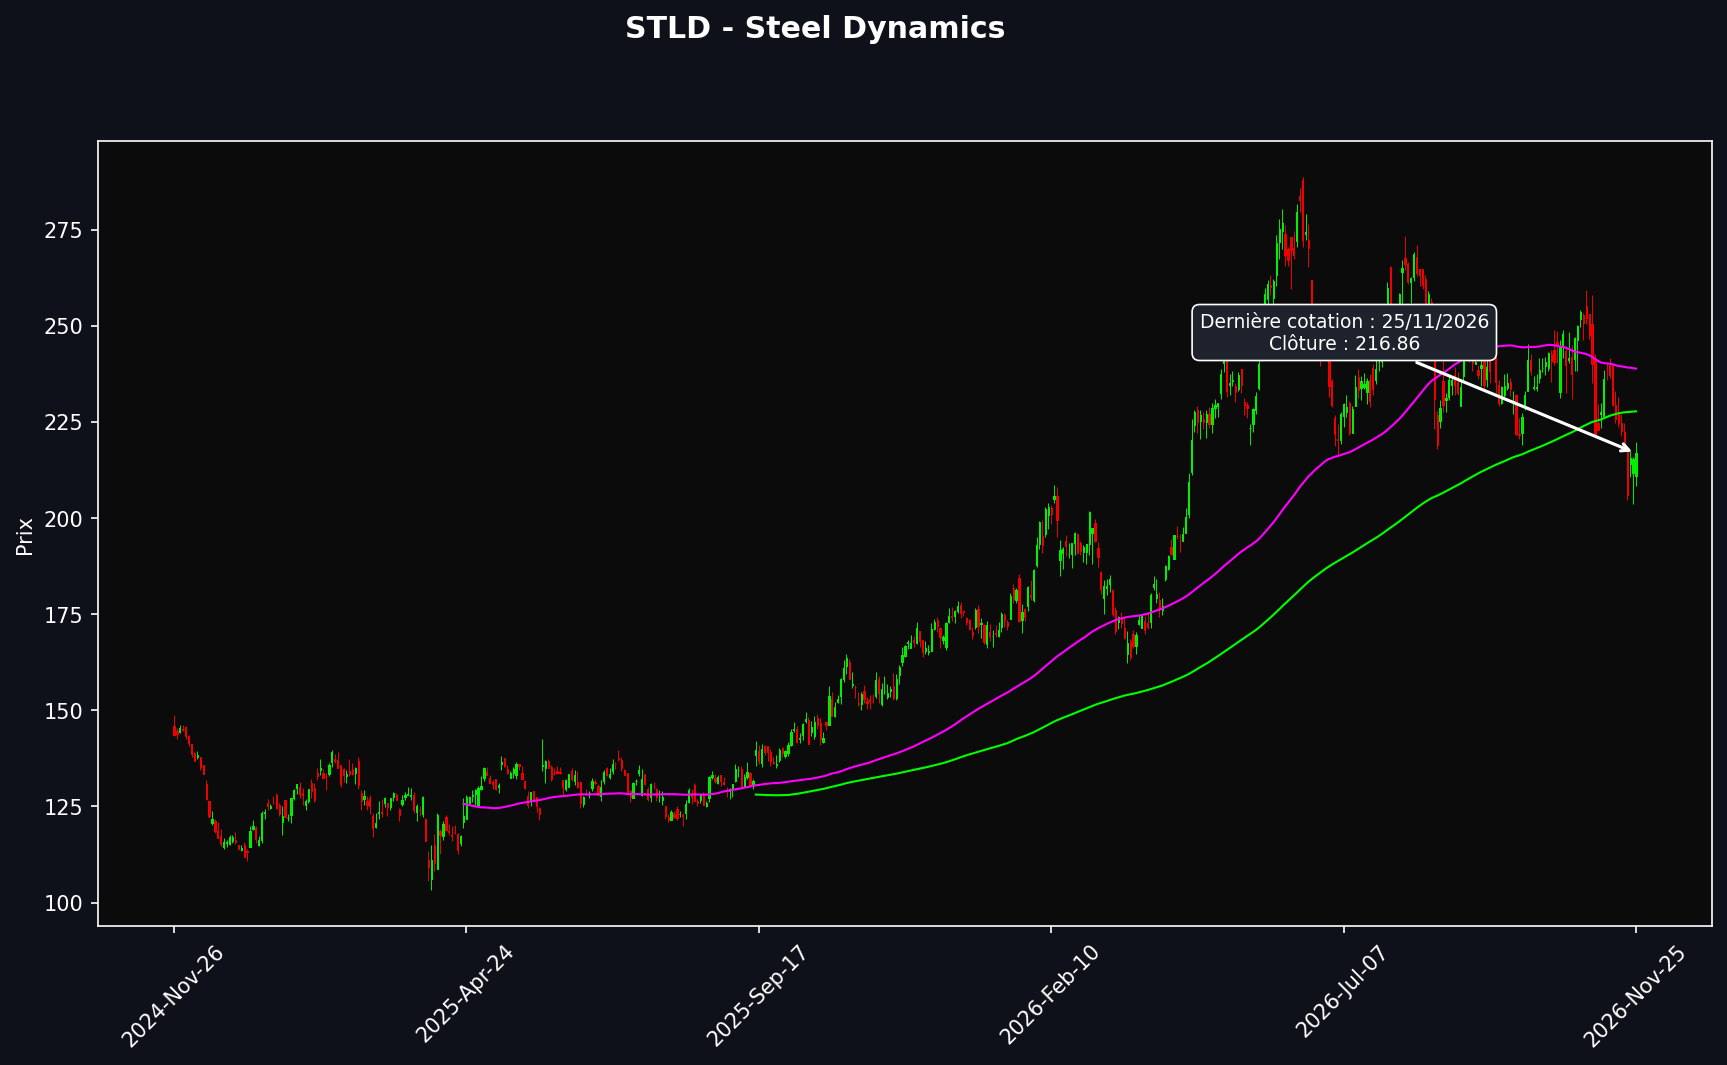 STLD - Steel Dynamics
Prix
275
250
225
200
175
150
125
100
Dernière cotation : 25/11/2026
Clôture : 216.86
2024-Nov-26
2025-Apr-24
2025-Sep-17
2026-Feb-10
2026-Jul-07
2026-Nov-25